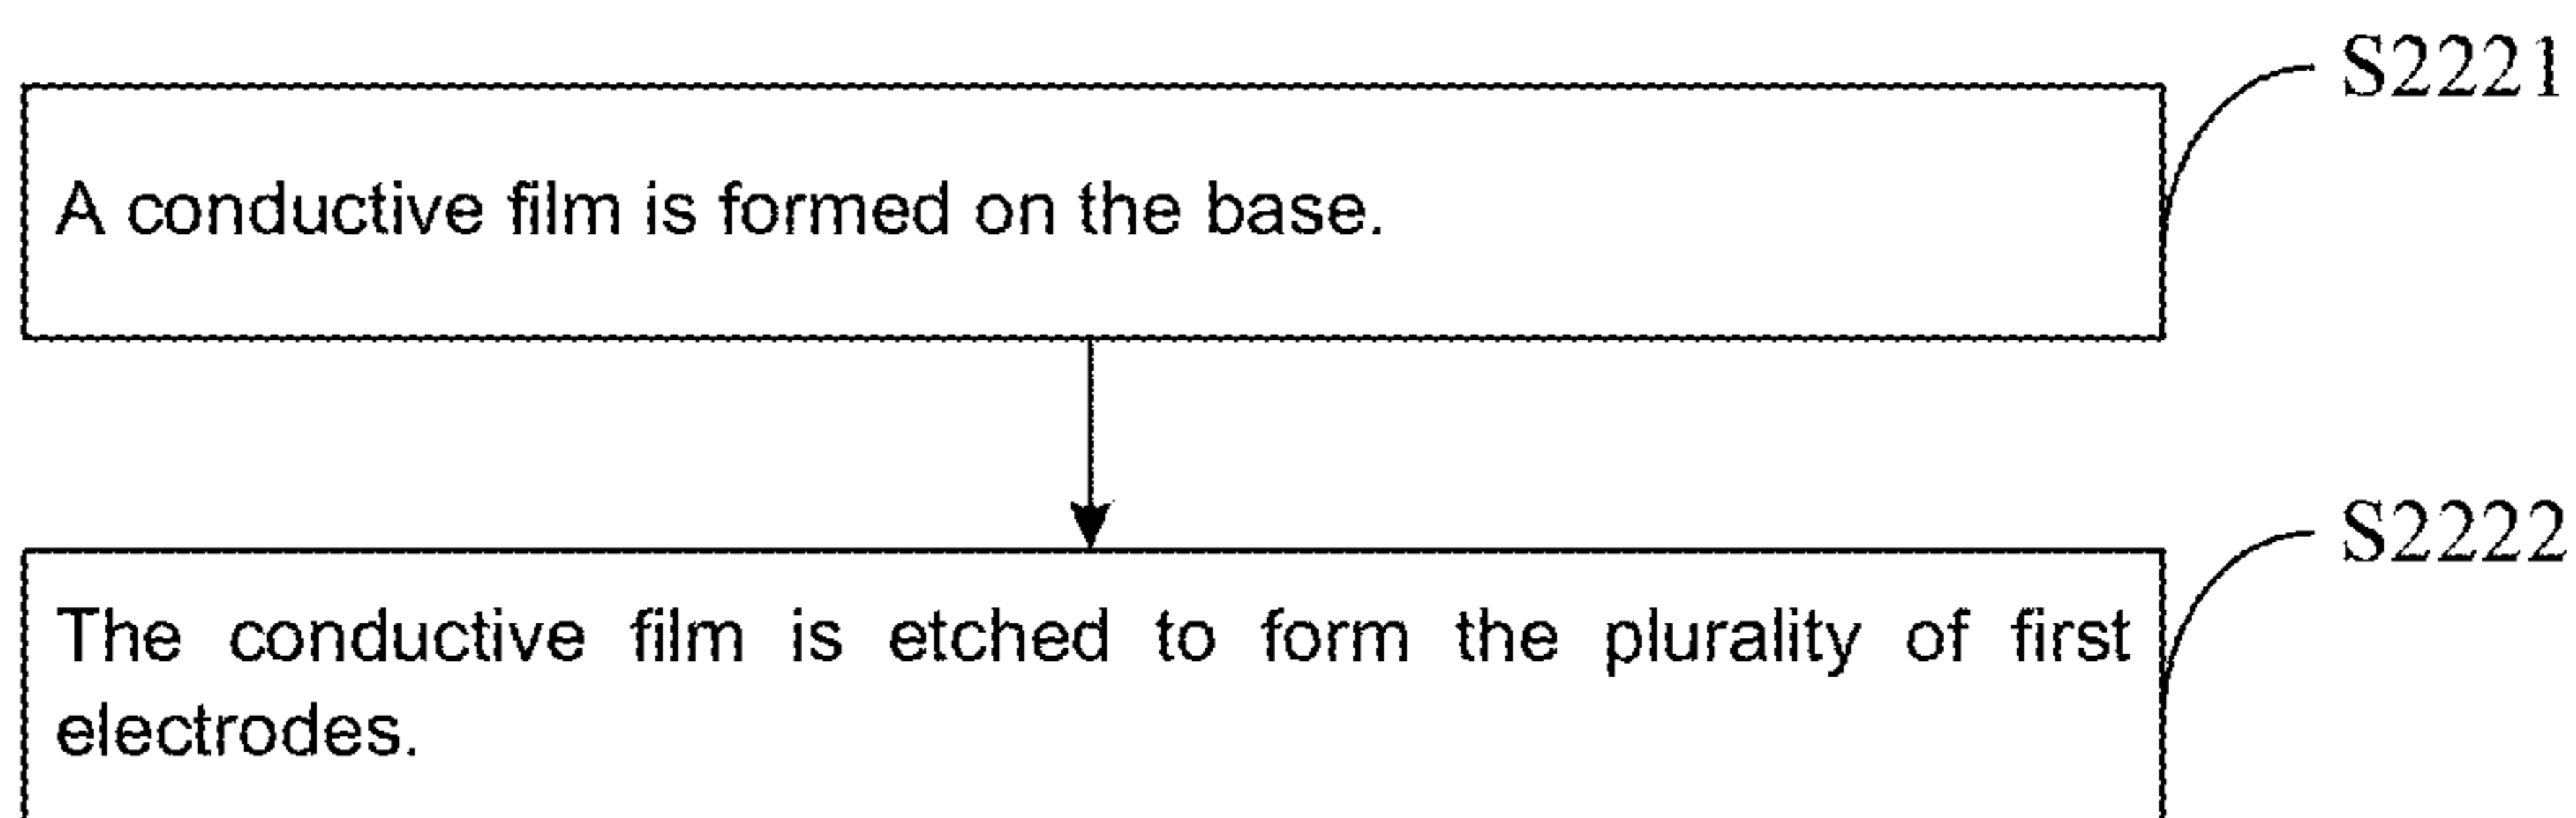 S2221
A conductive film is formed on the base.
S2222
The conductive film is etched to form the plurality of first
electrodes.